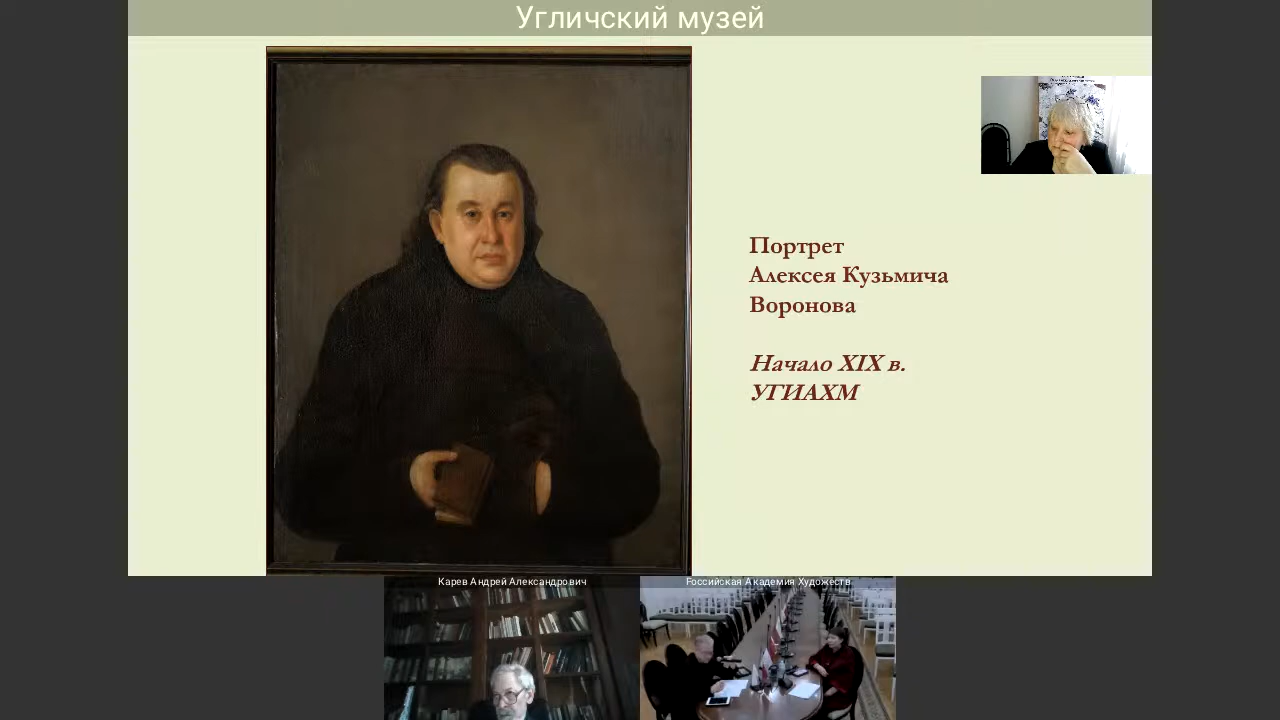 Угличский музей
Портрет
Алексея Кузьмича
Воронова
Начало XIX в.
УГИАХМ
Карев Андрей Александрович
Российская Академия Художеств